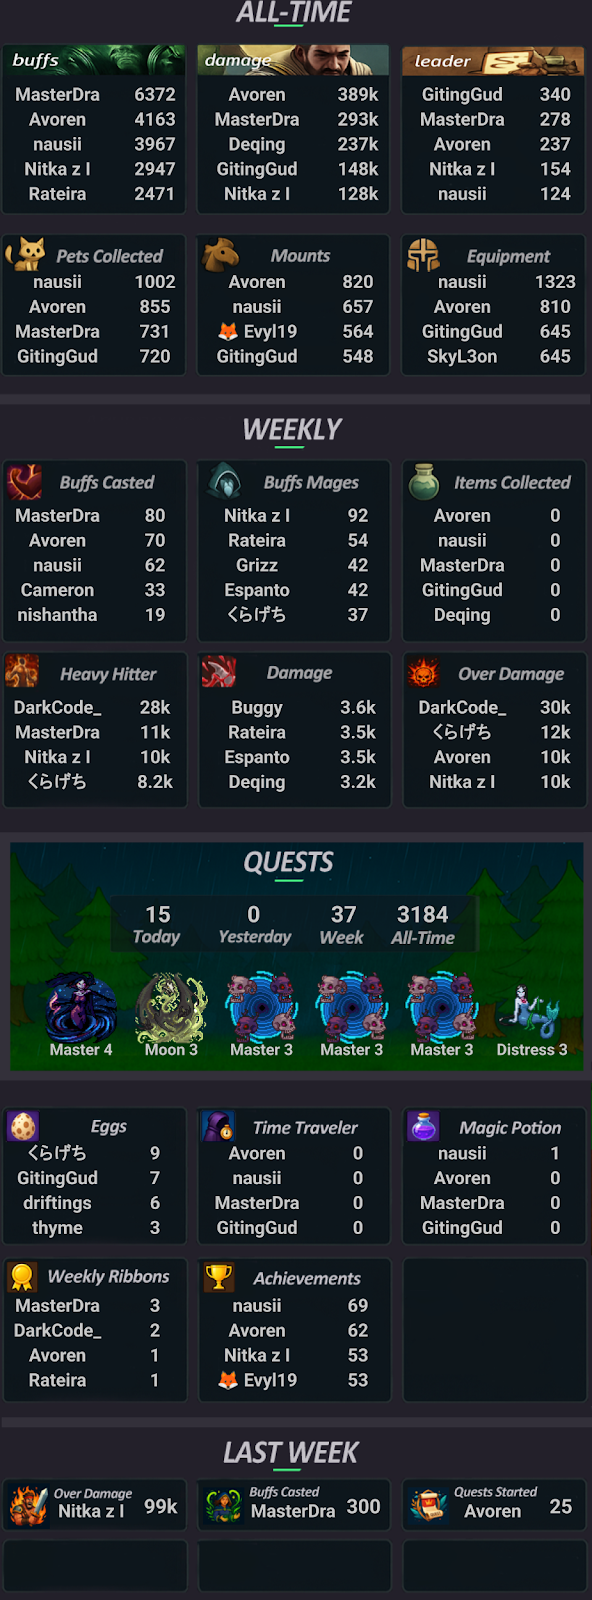 ALL-TIME
buffs
MasterDra 6372
Avoren 4163
nausii 3967
Nitka z l 2947
Rateira 2471
damage
Avoren 389k
MasterDra 293k
Deqing 237k
GitingGud 148k
Nitka z l 128k
leader
GitingGud 340
MasterDra 278
Avoren 237
Nitka z l 154
nausii 124
Pets Collected
nausii 1002
Avoren 855
MasterDra 731
GitingGud 720
Mounts
Avoren 820
nausii 657
🦊 Evyl19 564
GitingGud 548
Equipment
nausii 1323
Avoren 810
GitingGud 645
SkyL3on 645
WEEKLY
Buffs Casted
MasterDra 80
Avoren 70
nausii 62
Cameron 33
nishantha 19
Buffs Mages
Nitka z l 92
Rateira 54
Grizz 42
Espanto 42
くらげち 37
Items Collected
Avoren 0
nausii 0
MasterDra 0
GitingGud 0
Deqing 0
Heavy Hitter
DarkCode_ 28k
MasterDra 11k
Nitka z l 10k
くらげち 8.2k
Damage
Buggy 3.6k
Rateira 3.5k
Espanto 3.5k
Deqing 3.2k
Over Damage
DarkCode_ 30k
くらげち 12k
Avoren 10k
Nitka z l 10k
QUESTS
15 0 37 3184
Today Yesterday Week All-Time
Master 4 Moon 3 Master 3 Master 3 Master 3 Distress 3
Eggs
くらげち 9
GitingGud 7
driftings 6
thyme 3
Time Traveler
Avoren 0
nausii 0
MasterDra 0
GitingGud 0
Magic Potion
nausii 1
Avoren 0
MasterDra 0
GitingGud 0
Weekly Ribbons
MasterDra 3
DarkCode_ 2
Avoren 1
Rateira 1
Achievements
nausii 69
Avoren 62
Nitka z l 53
🦊 Evyl19 53
LAST WEEK
Over Damage
Nitka z l 99k
Buffs Casted
MasterDra 300
Quests Started
Avoren 25